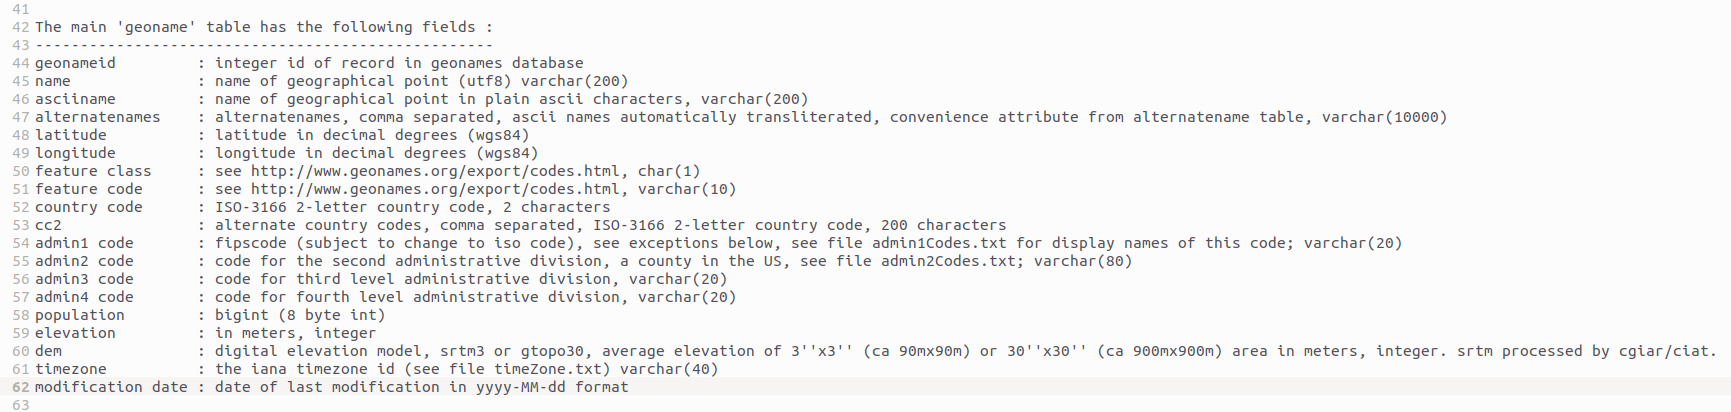 41
42 The main 'geoname' table has the following fields :
43 ---------------------------------------------------
44 geonameid         : integer id of record in geonames database
45 name              : name of geographical point (utf8) varchar(200)
46 asciiname         : name of geographical point in plain ascii characters, varchar(200)
47 alternatenames    : alternatenames, comma separated, ascii names automatically transliterated, convenience attribute from alternatename table, varchar(10000)
48 latitude          : latitude in decimal degrees (wgs84)
49 longitude         : longitude in decimal degrees (wgs84)
50 feature class     : see http://www.geonames.org/export/codes.html, char(1)
51 feature code      : see http://www.geonames.org/export/codes.html, varchar(10)
52 country code      : ISO-3166 2-letter country code, 2 characters
53 cc2               : alternate country codes, comma separated, ISO-3166 2-letter country code, 200 characters
54 admin1 code       : fipscode (subject to change to iso code), see exceptions below, see file admin1Codes.txt for display names of this code; varchar(20)
55 admin2 code       : code for the second administrative division, a county in the US, see file admin2Codes.txt; varchar(80)
56 admin3 code       : code for third level administrative division, varchar(20)
57 admin4 code       : code for fourth level administrative division, varchar(20)
58 population        : bigint (8 byte int)
59 elevation         : in meters, integer
60 dem               : digital elevation model, srtm3 or gtopo30, average elevation of 3''x3'' (ca 90mx90m) or 30''x30'' (ca 900mx900m) area in meters, integer. srtm processed by cgiar/ciat.
61 timezone          : the iana timezone id (see file timeZone.txt) varchar(40)
62 modification date : date of last modification in yyyy-MM-dd format
63